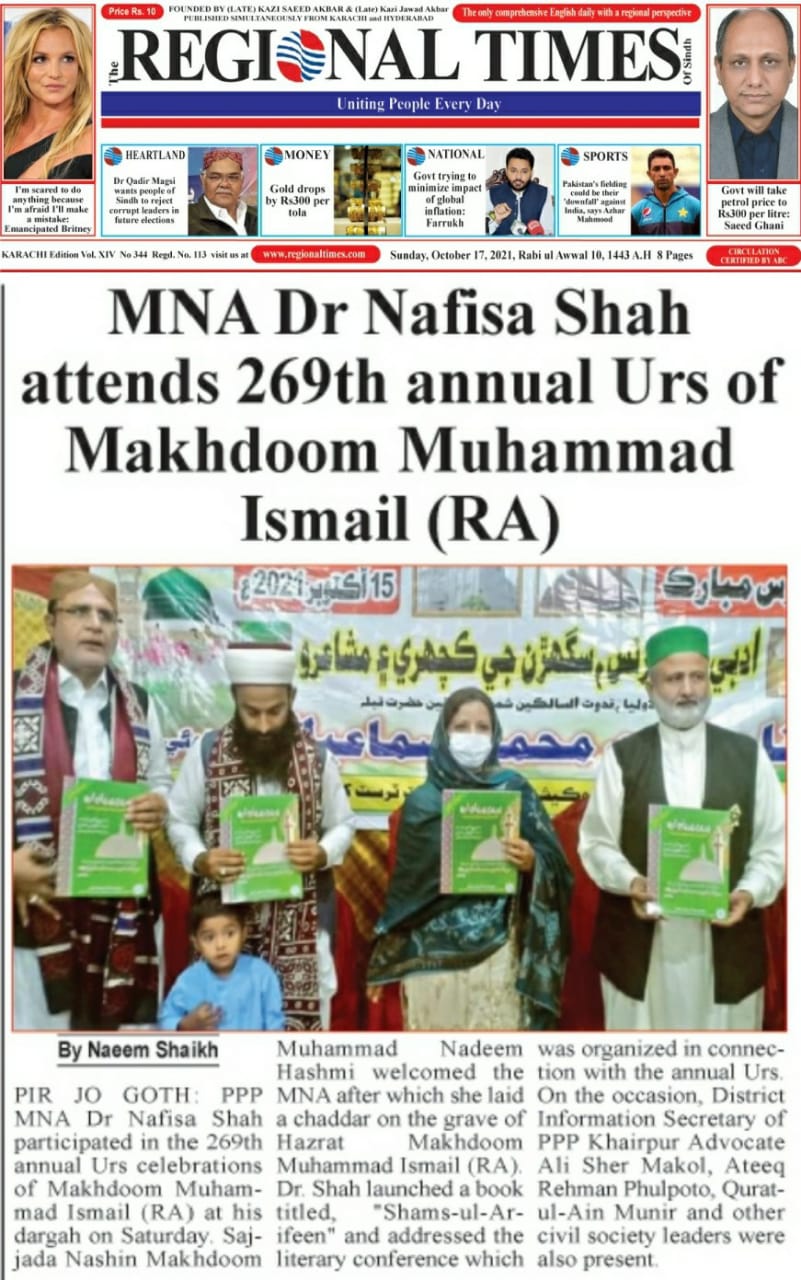 Price Rs. 10
FOUNDED BY (LATE) KAZI SAEED AKBAR & (Late) Kazi Jawad Akbar
PUBLISHED SIMULTANEOUSLY FROM KARACHI and HYDERABAD
The only comprehensive English daily with a regional perspective
The REGIONAL TIMES Of Sindh
Uniting People Every Day
I'm scared to do
anything because
I'm afraid I'll make
a mistake:
Emancipated Britney
HEARTLAND
Dr Qadir Magsi
wants people of
Sindh to reject
corrupt leaders in
future elections
MONEY
Gold drops
by Rs300 per
tola
NATIONAL
Govt trying to
minimize impact
of global
inflation:
Farrukh
SPORTS
Pakistan's fielding
could be their
'downfall' against
India, says Azhar
Mahmood
Govt will take
petrol price to
Rs300 per litre:
Saeed Ghani
KARACHI Edition Vol. XIV No 344 Regd. No. 113 visit us at www.regionaltimes.com Sunday, October 17, 2021, Rabi ul Awwal 10, 1443 A.H 8 Pages
CIRCULATION
CERTIFIED BY ABC
MNA Dr Nafisa Shah
attends 269th annual Urs of
Makhdoom Muhammad
Ismail (RA)
15 آڪٽوبر 2021ع
س مبارڪ
ادبي
سگهڙن جي ڪچهري ۽ مشاعرو
قدوت السالڪين
حضرت قبله
محمد
By Naeem Shaikh
PIR JO GOTH: PPP
MNA Dr Nafisa Shah
participated in the 269th
annual Urs celebrations
of Makhdoom Muham-
mad Ismail (RA) at his
dargah on Saturday. Saj-
jada Nashin Makhdoom
Muhammad Nadeem
Hashmi welcomed the
MNA after which she laid
a chaddar on the grave of
Hazrat Makhdoom
Muhammad Ismail (RA).
Dr. Shah launched a book
titled, "Shams-ul-Ar-
ifeen" and addressed the
literary conference which
was organized in connec-
tion with the annual Urs.
On the occasion, District
Information Secretary of
PPP Khairpur Advocate
Ali Sher Makol, Ateeq
Rehman Phulpoto, Qurat-
ul-Ain Munir and other
civil society leaders were
also present.